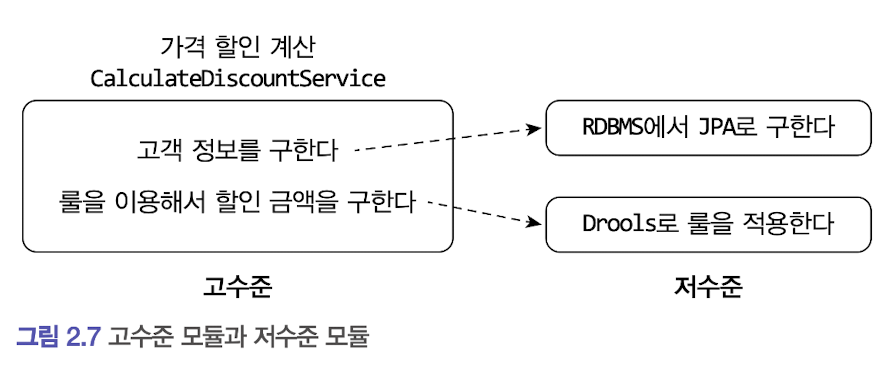 가격 할인 계산
CalculateDiscountService
고객 정보를 구한다
룰을 이용해서 할인 금액을 구한다
고수준
RDBMS에서 JPA로 구한다
Drools로 룰을 적용한다
저수준
그림 2.7 고수준 모듈과 저수준 모듈